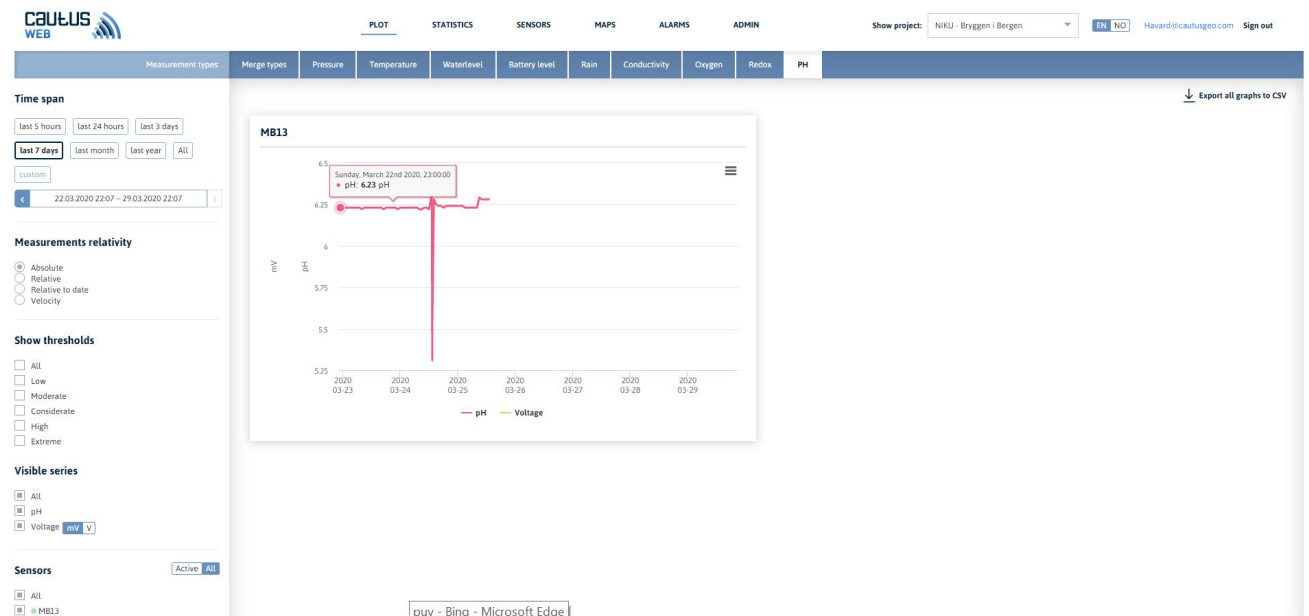 CAUTUS
WEB
PLOT STATISTICS SENSORS MAPS ALARMS ADMIN
Show project: NIKU - Bryggen i Bergen EN NO Havard@cautusgeo.com Sign out
Measurement types: Merge types Pressure Temperature Waterlevel Battery level Rain Conductivity Oxygen Redox PH
Export all graphs to CSV
Time span
last 5 hours last 24 hours last 3 days
last 7 days last month last year All
custom
22.03.2020 22:07 – 29.03.2020 22:07
Measurements relativity
Absolute
Relative
Relative to date
Velocity
Show thresholds
All
Low
Moderate
Considerate
High
Extreme
Visible series
All
pH
Voltage mV V
Sensors Active All
All
MB13
MB13
Sunday, March 22nd 2020, 23:00:00
pH: 6.23 pH
6.5
6.25
6
5.75
5.5
5.25
mV
pH
2020 2020 2020 2020 2020 2020 2020
03-23 03-24 03-25 03-26 03-27 03-28 03-29
pH Voltage
puv - Bing - Microsoft Edge